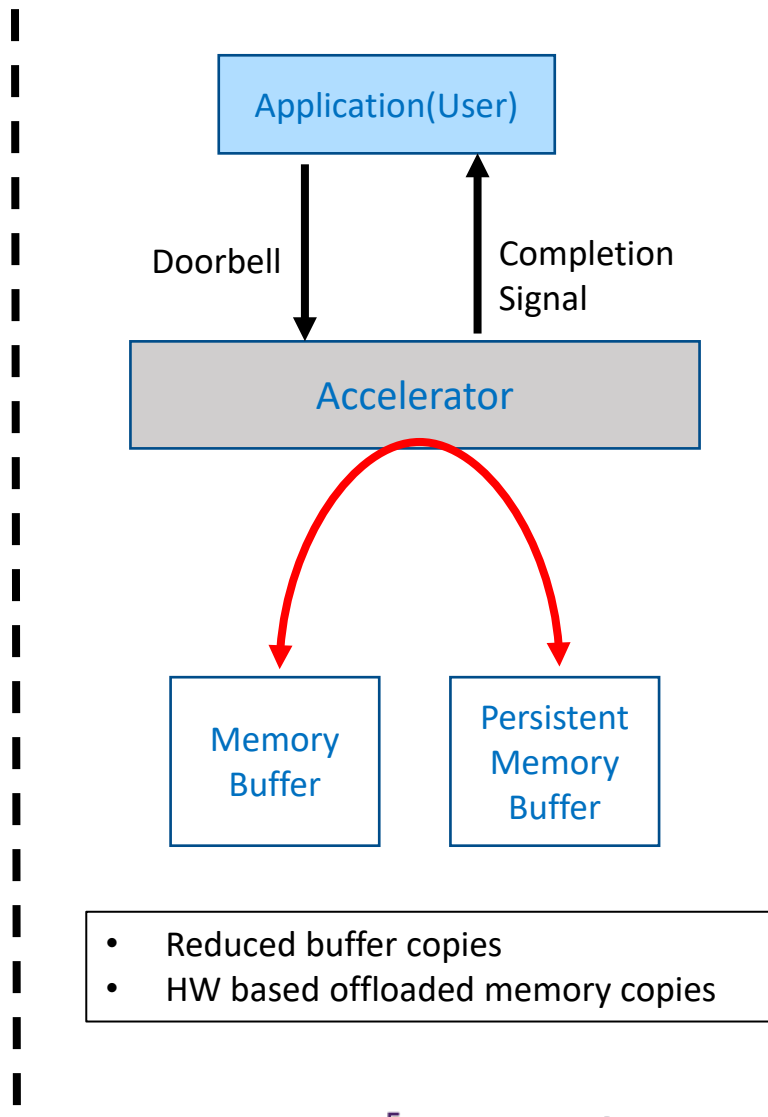 Application(User)
Doorbell
Completion
Signal
Accelerator
Memory
Buffer
Persistent
Memory
Buffer
• Reduced buffer copies
• HW based offloaded memory copies